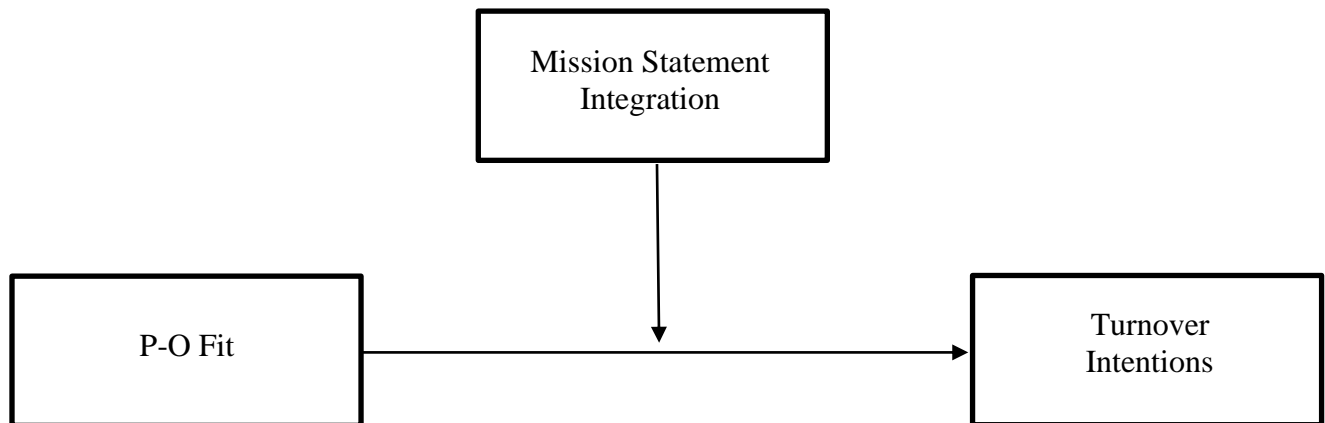 Mission Statement
Integration
P-O Fit
Turnover
Intentions